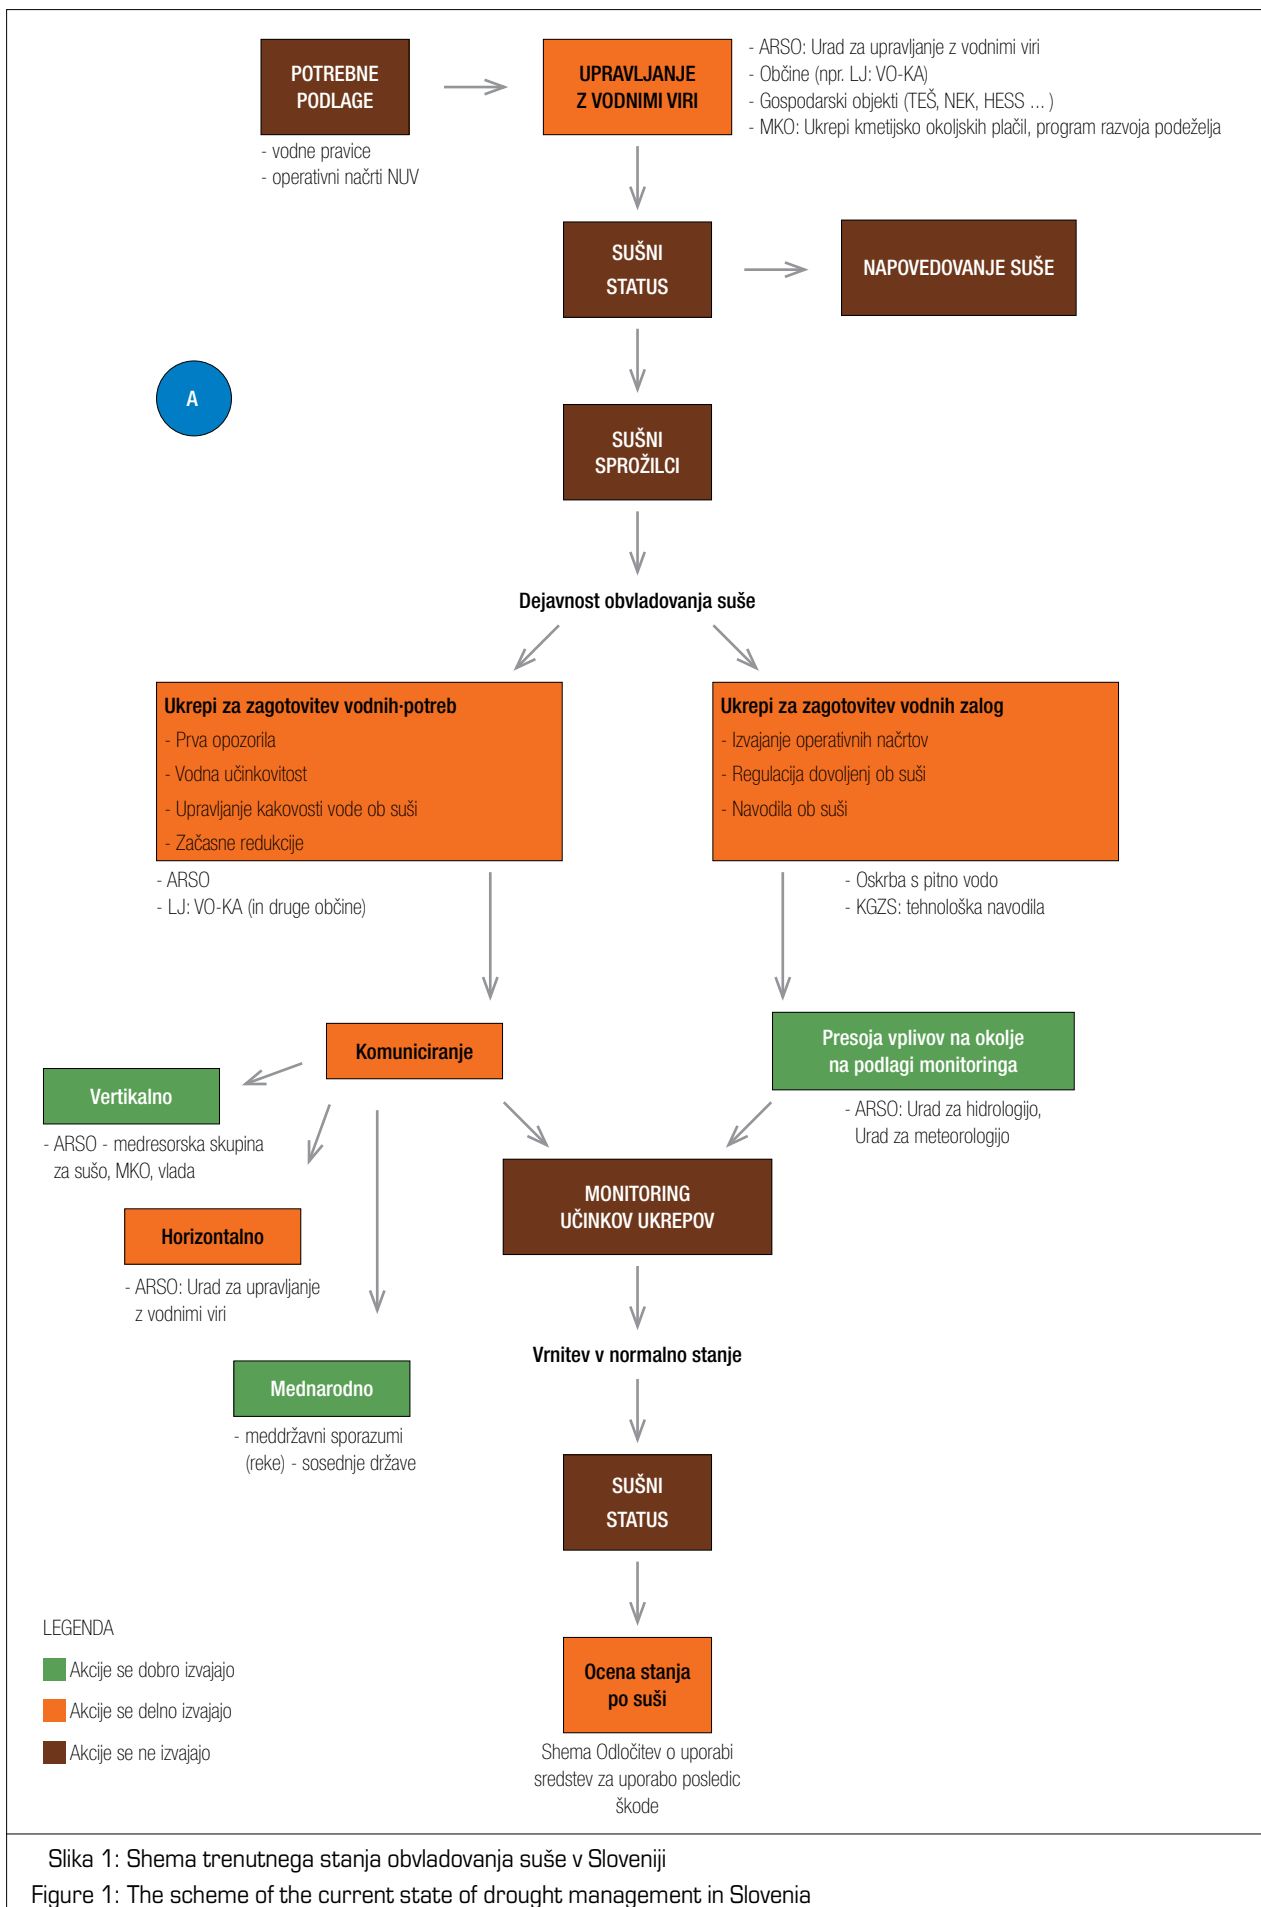 POTREBNE
PODLAGE
- vodne pravice
- operativni načrti NUV
UPRAVLJANJE
Z VODNIMI VIRI
- ARSO: Urad za upravljanje z vodnimi viri
- Občine (npr. LJ: VO-KA)
- Gospodarski objekti (TEŠ, NEK, HESS ... )
- MKO: Ukrepi kmetijsko okoljskih plačil, program razvoja podeželja
SUŠNI
STATUS
NAPOVEDOVANJE SUŠE
A
SUŠNI
SPROŽILCI
Dejavnost obvladovanja suše
Ukrepi za zagotovitev vodnih·potreb
- Prva opozorila
- Vodna učinkovitost
- Upravljanje kakovosti vode ob suši
- Začasne redukcije
- ARSO
- LJ: VO-KA (in druge občine)
Ukrepi za zagotovitev vodnih zalog
- Izvajanje operativnih načrtov
- Regulacija dovoljenj ob suši
- Navodila ob suši
- Oskrba s pitno vodo
- KGZS: tehnološka navodila
Komuniciranje
Presoja vplivov na okolje
na podlagi monitoringa
- ARSO: Urad za hidrologijo,
Urad za meteorologijo
Vertikalno
- ARSO - medresorska skupina
za sušo, MKO, vlada
Horizontalno
- ARSO: Urad za upravljanje
z vodnimi viri
Mednarodno
- meddržavni sporazumi
(reke) - sosednje države
MONITORING
UČINKOV UKREPOV
Vrnitev v normalno stanje
SUŠNI
STATUS
Ocena stanja
po suši
Shema Odločitev o uporabi
sredstev za uporabo posledic
škode
LEGENDA
Akcije se dobro izvajajo
Akcije se delno izvajajo
Akcije se ne izvajajo
Slika 1: Shema trenutnega stanja obvladovanja suše v Sloveniji
Figure 1: The scheme of the current state of drought management in Slovenia